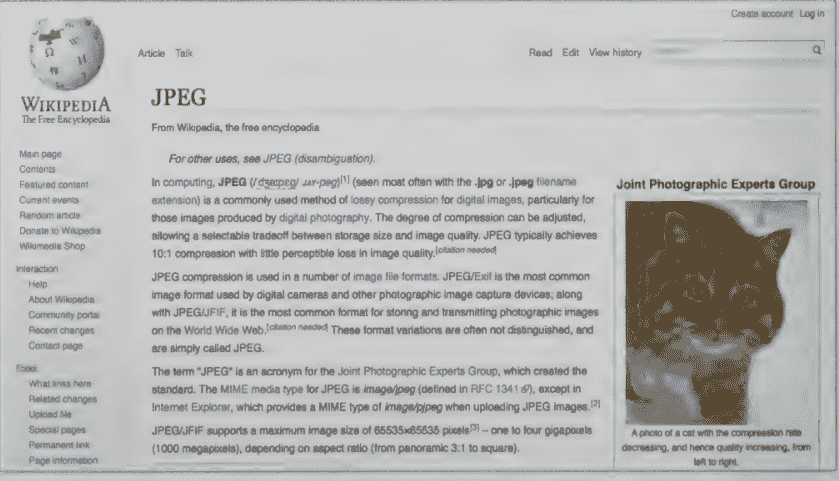 Create account Log in
Article Talk
Read Edit View history
WIKIPEDIA
The Free Encyclopedia
Main page
Contents
Featured content
Current events
Random article
Donate to Wikipedia
Wikimedia Shop
Interaction
Help
About Wikipedia
Community portal
Recent changes
Contact page
What links here
Related changes
Upload file
Special pages
Permanent link
Page information
JPEG
From Wikipedia, the free encyclopedia
For other uses, see JPEG (disambiguation).
In computing, JPEG (/ JAY-peg)[1] (seen most often with the .jpg or .jpeg filename
extension) is a commonly used method of lossy compression for digital images, particularly for
those images produced by digital photography. The degree of compression can be adjusted,
allowing a selectable tradeoff between storage size and image quality. JPEG typically achieves
10:1 compression with little perceptible loss in image quality.[citation needed]
JPEG compression is used in a number of image file formats. JPEG/Exif is the most common
image format used by digital cameras and other photographic image capture devices; along
with JPEG/JFIF, it is the most common format for storing and transmitting photographic images
on the World Wide Web.[citation needed] These format variations are often not distinguished, and
are simply called JPEG.
The term "JPEG" is an acronym for the Joint Photographic Experts Group, which created the
standard. The MIME media type for JPEG is image/jpeg (defined in RFC 1341), except in
Internet Explorer, which provides a MIME type of image/pjpeg when uploading JPEG images.[2]
JPEG/JFIF supports a maximum image size of 65535×65535 pixels[3] – one to four gigapixels
(1000 megapixels), depending on aspect ratio (from panoramic 3:1 to square).
Joint Photographic Experts Group
A photo of a cat with the compression rate
decreasing, and hence quality increasing, from
left to right.